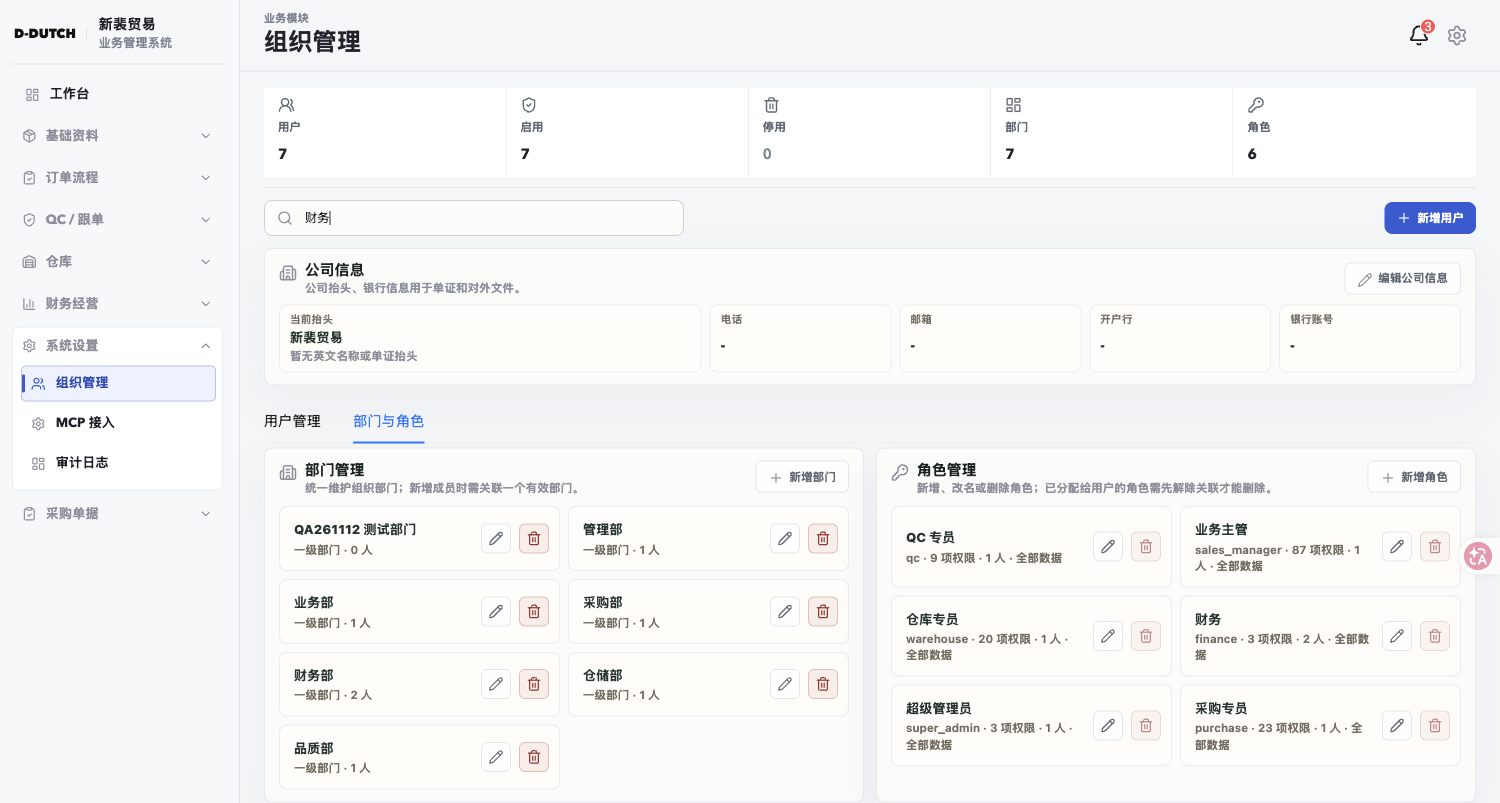 D-DUTCH
新裴贸易
业务管理系统
工作台
基础资料
订单流程
QC / 跟单
仓库
财务经营
系统设置
组织管理
MCP 接入
审计日志
采购单据
业务模块
组织管理
3
用户
7
启用
7
停用
0
部门
7
角色
6
财务
新增用户
公司信息
公司抬头、银行信息用于单证和对外文件。
编辑公司信息
当前抬头
新裴贸易
暂无英文名称或单证抬头
电话
-
邮箱
-
开户行
-
银行账号
-
用户管理
部门与角色
部门管理
统一维护组织部门；新增成员时需关联一个有效部门。
新增部门
QA261112 测试部门
一级部门 · 0 人
管理部
一级部门 · 1 人
业务部
一级部门 · 1 人
采购部
一级部门 · 1 人
财务部
一级部门 · 2 人
仓储部
一级部门 · 1 人
品质部
一级部门 · 1 人
角色管理
新增、改名或删除角色；已分配给用户的角色需先解除关联才能删除。
新增角色
QC 专员
qc · 9 项权限 · 1 人 · 全部数据
业务主管
sales_manager · 87 项权限 · 1
人 · 全部数据
仓库专员
warehouse · 20 项权限 · 1 人 ·
全部数据
财务
finance · 3 项权限 · 2 人 · 全部数
据
超级管理员
super_admin · 3 项权限 · 1 人 ·
全部数据
采购专员
purchase · 23 项权限 · 1 人 · 全
部数据